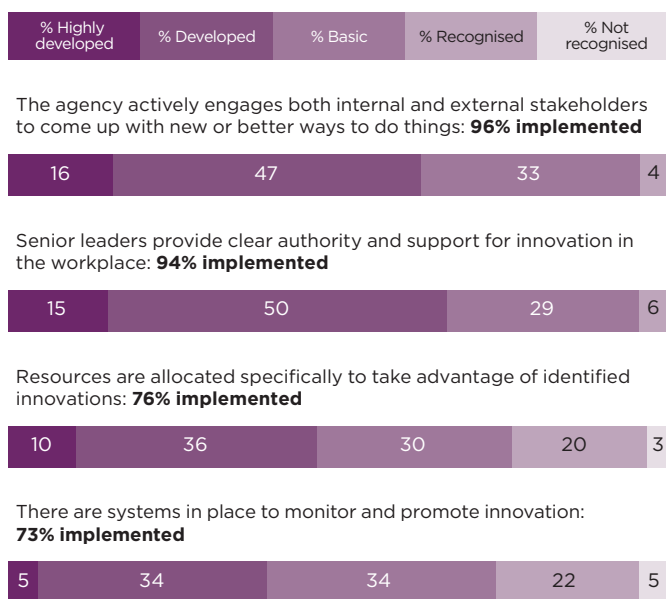 % Highly developed
% Developed
% Basic
% Recognised
% Not recognised
The agency actively engages both internal and external stakeholders
to come up with new or better ways to do things: 96% implemented
16 47 33 4
Senior leaders provide clear authority and support for innovation in
the workplace: 94% implemented
15 50 29 6
Resources are allocated specifically to take advantage of identified
innovations: 76% implemented
10 36 30 20 3
There are systems in place to monitor and promote innovation:
73% implemented
5 34 34 22 5